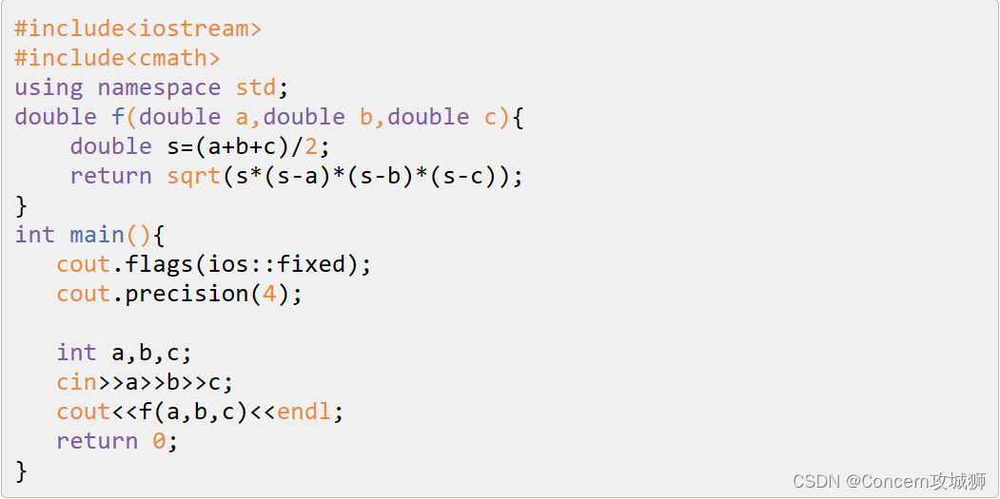 #include<iostream>
#include<cmath>
using namespace std;
double f(double a,double b,double c){
    double s=(a+b+c)/2;
    return sqrt(s*(s-a)*(s-b)*(s-c));
}
int main(){
   cout.flags(ios::fixed);
   cout.precision(4);
   int a,b,c;
   cin>>a>>b>>c;
   cout<<f(a,b,c)<<endl;
   return 0;
}
CSDN @Concern攻城狮